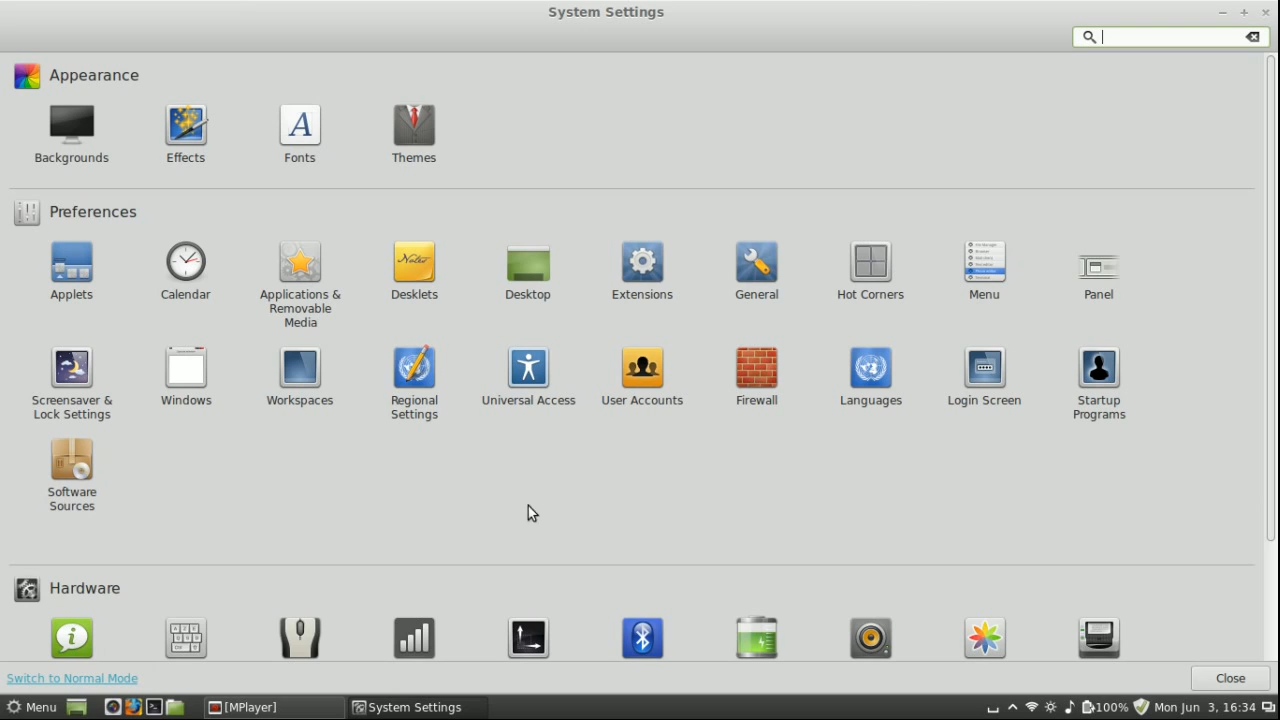 System Settings
Appearance
Backgrounds
Effects
Fonts
Themes
Preferences
Applets
Calendar
Applications &
Removable
Media
Desklets
Desktop
Extensions
General
Hot Corners
Menu
Panel
Screensaver &
Lock Settings
Windows
Workspaces
Regional
Settings
Universal Access
User Accounts
Firewall
Languages
Login Screen
Startup
Programs
Software
Sources
Hardware
Switch to Normal Mode
Close
Menu
[MPlayer]
System Settings
100%
Mon Jun 3, 16:34